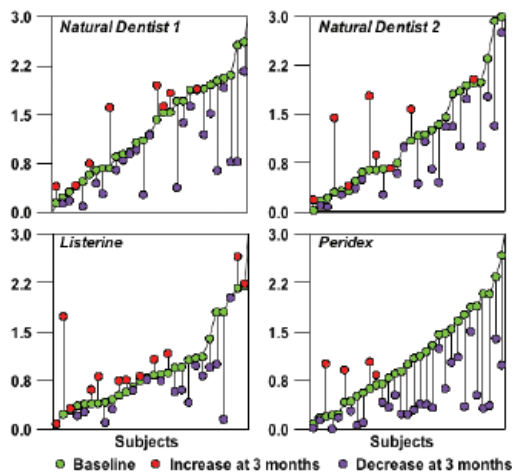 Natural Dentist 1
3.0
2.2
1.5
0.8
0.0
Natural Dentist 2
3.0
2.2
1.5
0.8
0.0
Listerine
3.0
2.2
1.5
0.8
0.0
Subjects
Peridex
3.0
2.2
1.5
0.8
0.0
Subjects
Baseline Increase at 3 months Decrease at 3 months